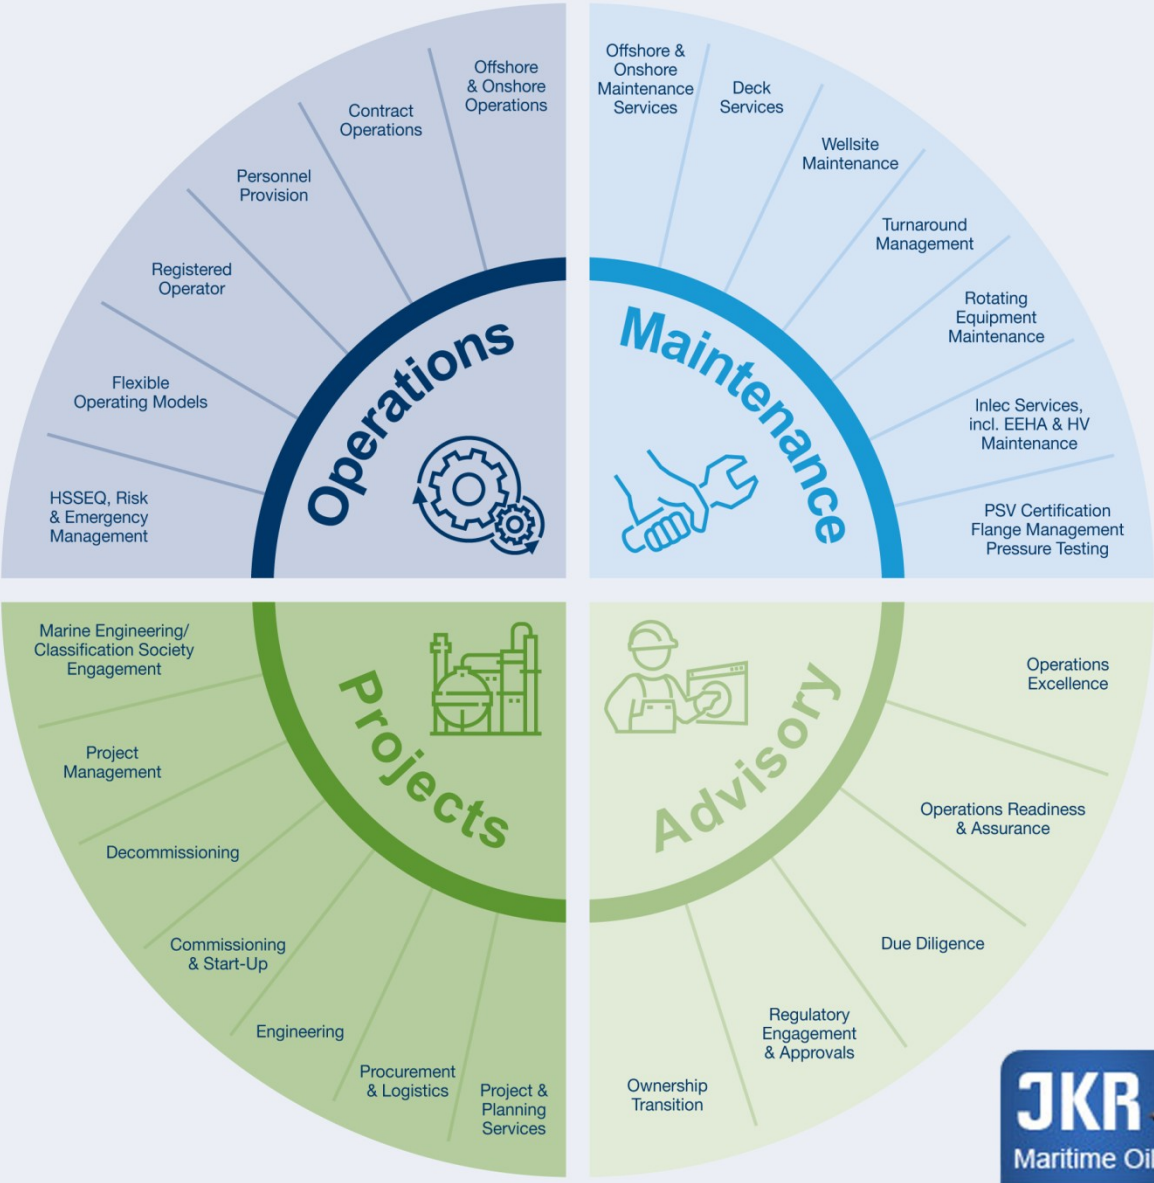 Offshore
& Onshore
Operations
Contract
Operations
Personnel
Provision
Registered
Operator
Flexible
Operating Models
HSSEQ, Risk
& Emergency
Management
Operations
Offshore &
Onshore
Maintenance
Services
Deck
Services
Wellsite
Maintenance
Turnaround
Management
Rotating
Equipment
Maintenance
Inlec Services,
incl. EEHA & HV
Maintenance
PSV Certification
Flange Management
Pressure Testing
Maintenance
Marine Engineering/
Classification Society
Engagement
Project
Management
Decommissioning
Commissioning
& Start-Up
Engineering
Procurement
& Logistics
Project &
Planning
Services
Projects
Operations
Excellence
Operations Readiness
& Assurance
Due Diligence
Regulatory
Engagement
& Approvals
Ownership
Transition
Advisory
JKR
Maritime Oil